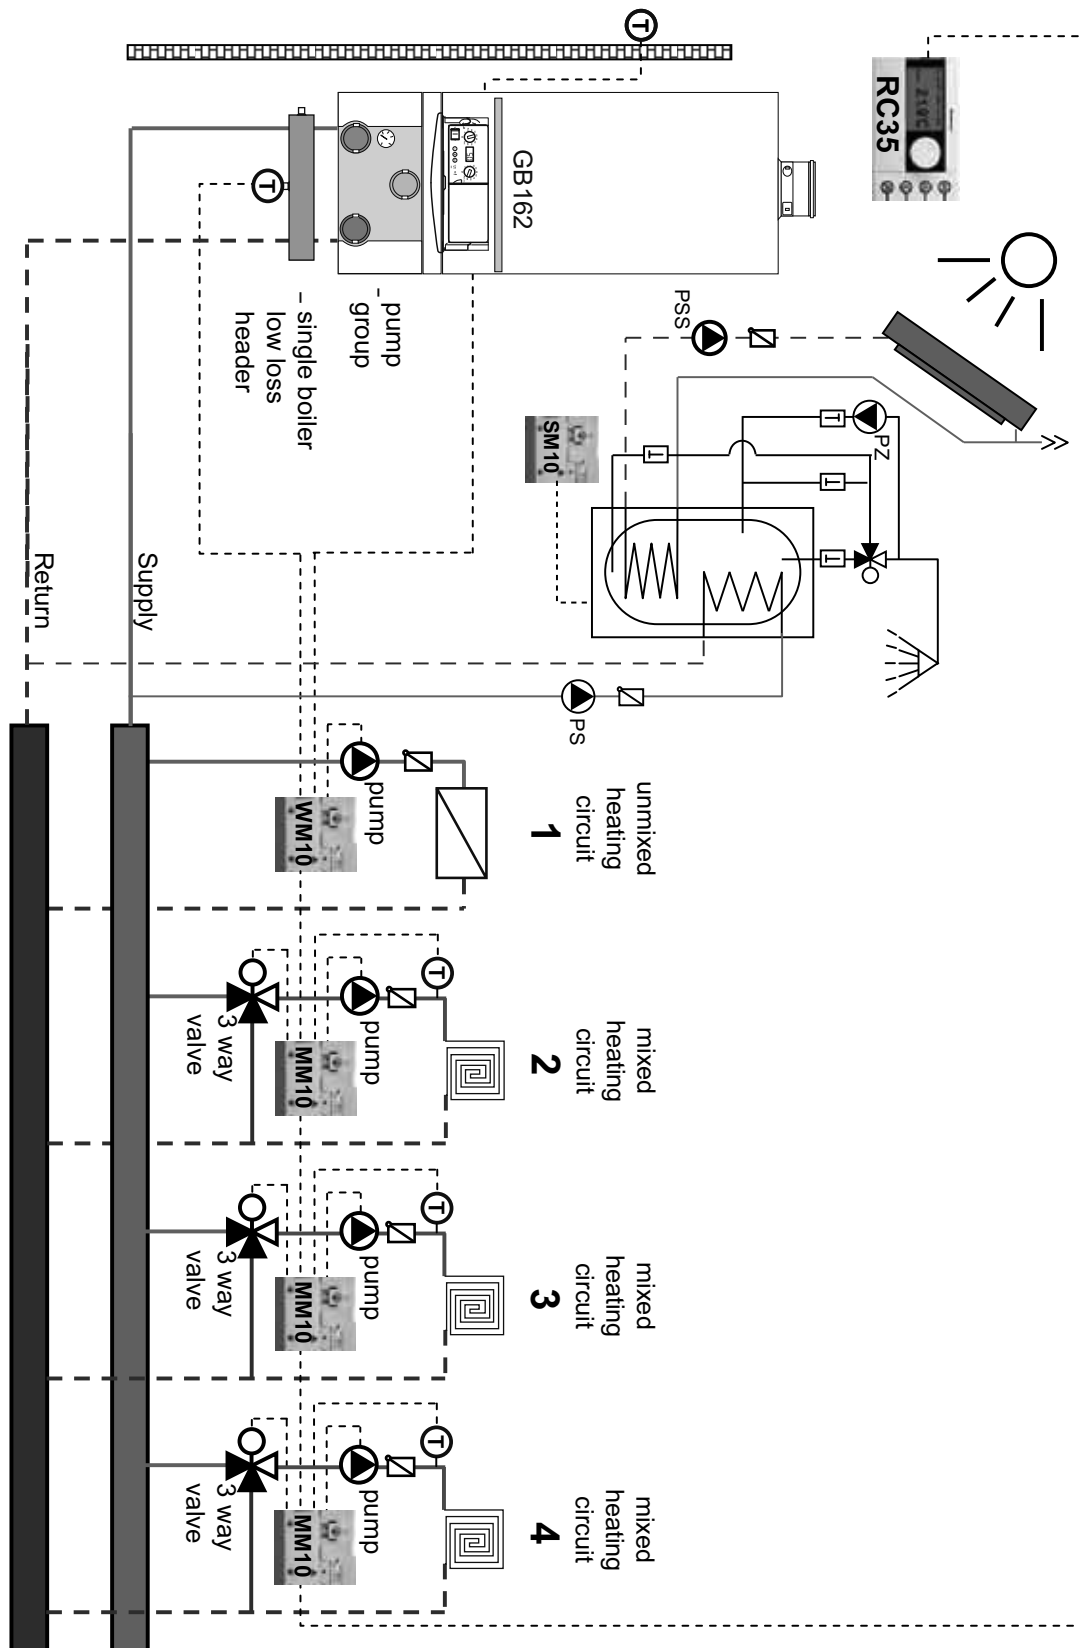 RC35
T
PSS
PZ
T
T
T
T
SM10
GB162
PS
T
pump
group
single boiler
low loss
header
Supply
Return
unmixed
heating
circuit
1
pump
WM10
mixed
heating
circuit
2
T
pump
MM10
3 way
valve
mixed
heating
circuit
3
T
pump
MM10
3 way
valve
mixed
heating
circuit
4
T
pump
MM10
3 way
valve